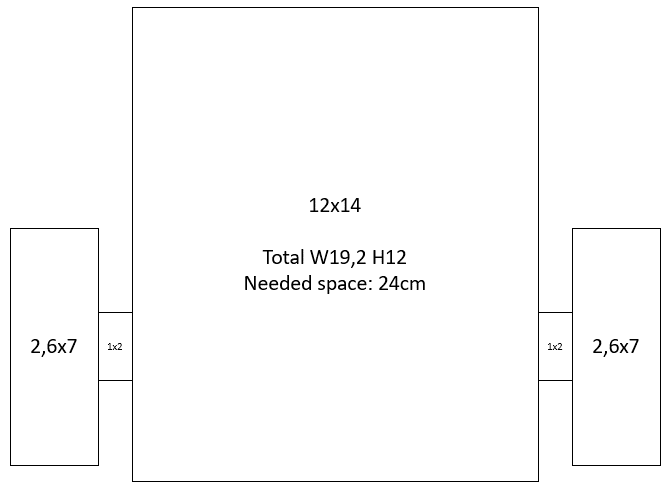 12x14
Total W19,2 H12
Needed space: 24cm
2,6x7
1x2
1x2
2,6x7